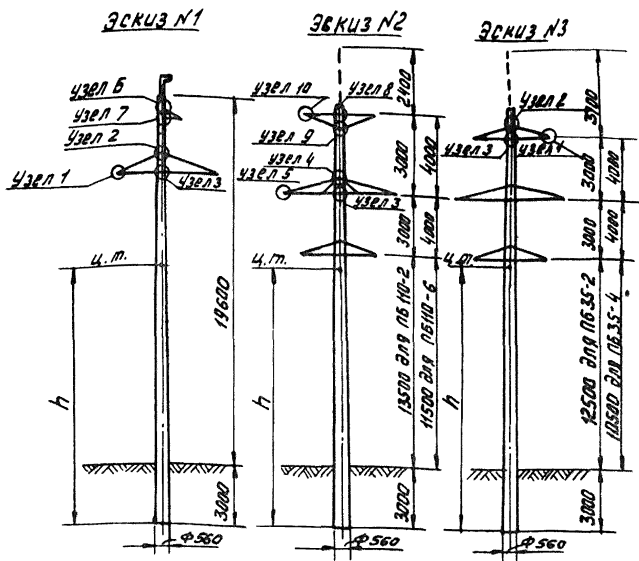 ЭСКИЗ N1
узел 6
узел 7
узел 2
узел 1
узел 3
ц.т.
h
19600
3000
Ф560
ЭСКИЗ N2
узел 10
узел 8
узел 9
узел 4
узел 5
узел 3
ц.т.
h
2400
3000
4000
3000
4000
13500 для ПБ110-2
11500 для ПБ110-6
3000
Ф560
ЭСКИЗ N3
узел 2
узел 3
узел 1
ц.т.
h
3100
3000
4000
3000
4000
12500 для ПБ35-2
10500 для ПБ35-4
3000
Ф560